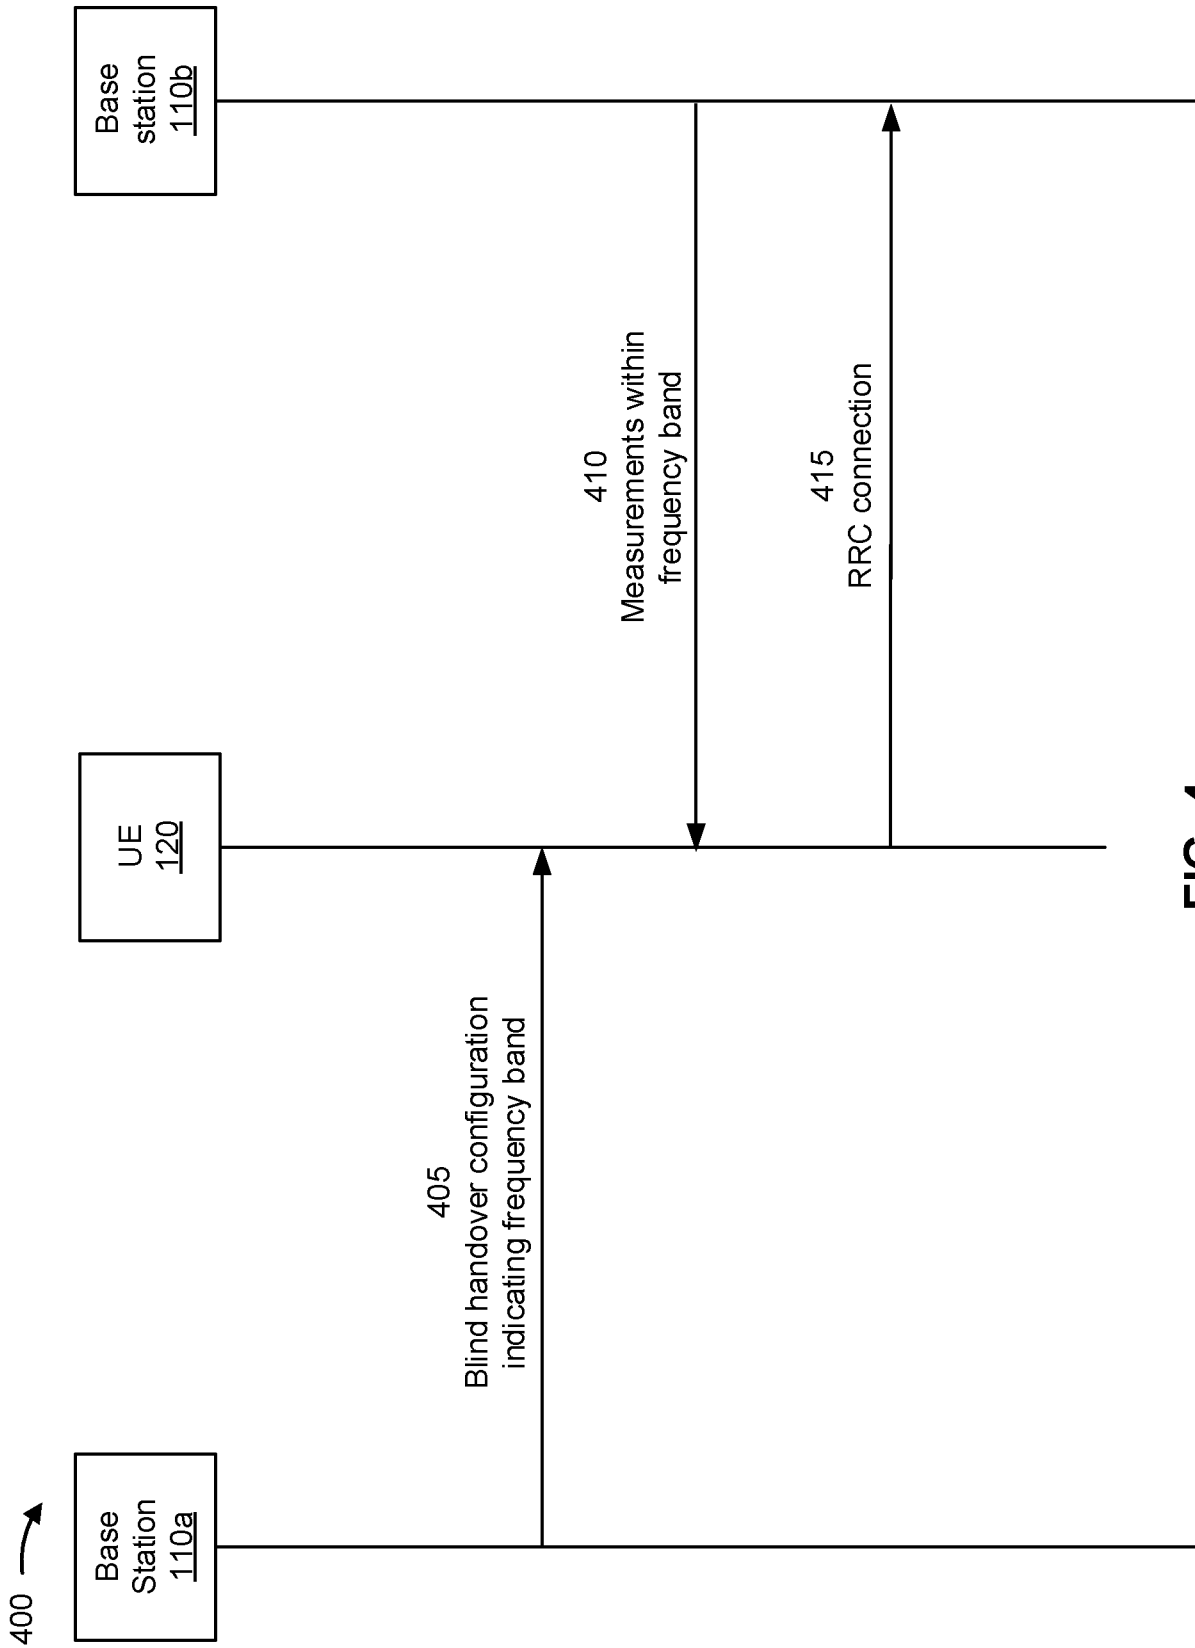 400
Base
Station
110a
UE
120
Base
station
110b
405
Blind handover configuration
indicating frequency band
410
Measurements within
frequency band
415
RRC connection